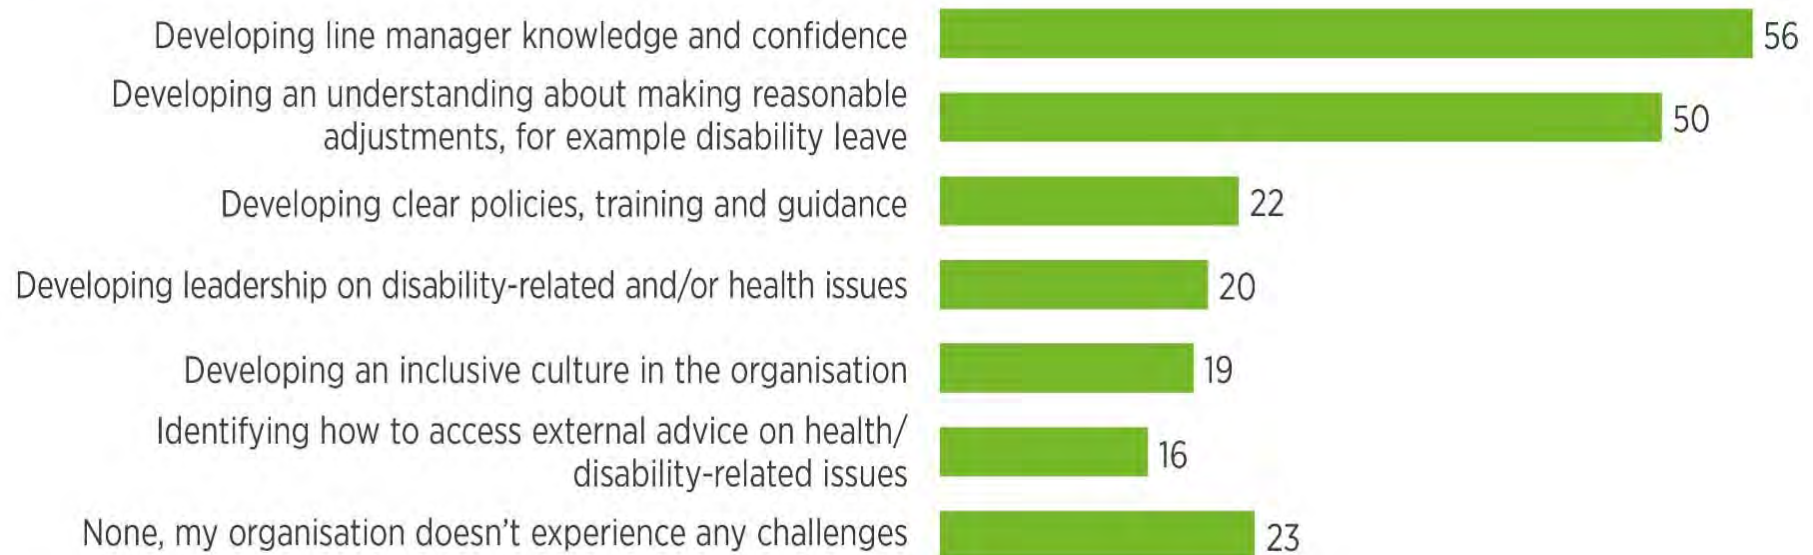 Developing line manager knowledge and confidence 56
Developing an understanding about making reasonable
adjustments, for example disability leave 50
Developing clear policies, training and guidance 22
Developing leadership on disability-related and/or health issues 20
Developing an inclusive culture in the organisation 19
Identifying how to access external advice on health/
disability-related issues 16
None, my organisation doesn’t experience any challenges 23